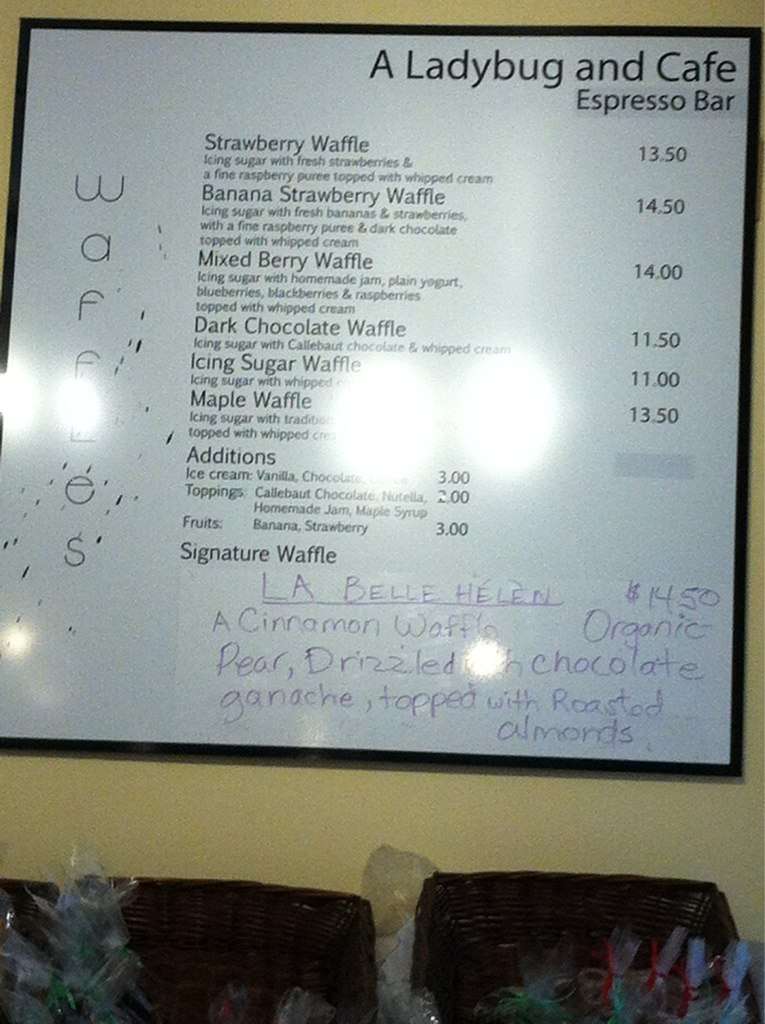 A Ladybug and Cafe
Espresso Bar
waffles
Strawberry Waffle 13.50
Icing sugar with fresh strawberries &
a fine raspberry puree topped with whipped cream
Banana Strawberry Waffle 14.50
Icing sugar with fresh bananas & strawberries,
with a fine raspberry puree & dark chocolate
topped with whipped cream
Mixed Berry Waffle 14.00
Icing sugar with homemade jam, plain yogurt,
blueberries, blackberries & raspberries
topped with whipped cream
Dark Chocolate Waffle 11.50
Icing sugar with Callebaut chocolate & whipped cream
Icing Sugar Waffle 11.00
Icing sugar with whipped
Maple Waffle 13.50
Icing sugar with
topped with whipped
Additions
Ice cream: Vanilla, Chocolate, 3.00
Toppings: Callebaut Chocolate, Nutella, 2.00
Homemade Jam, Maple Syrup
Fruits: Banana, Strawberry 3.00
Signature Waffle
LA BELLE HÉLÈN $14.50
A Cinnamon Waffle Organic
Pear, Drizzled chocolate
ganache, topped with Roasted
almonds